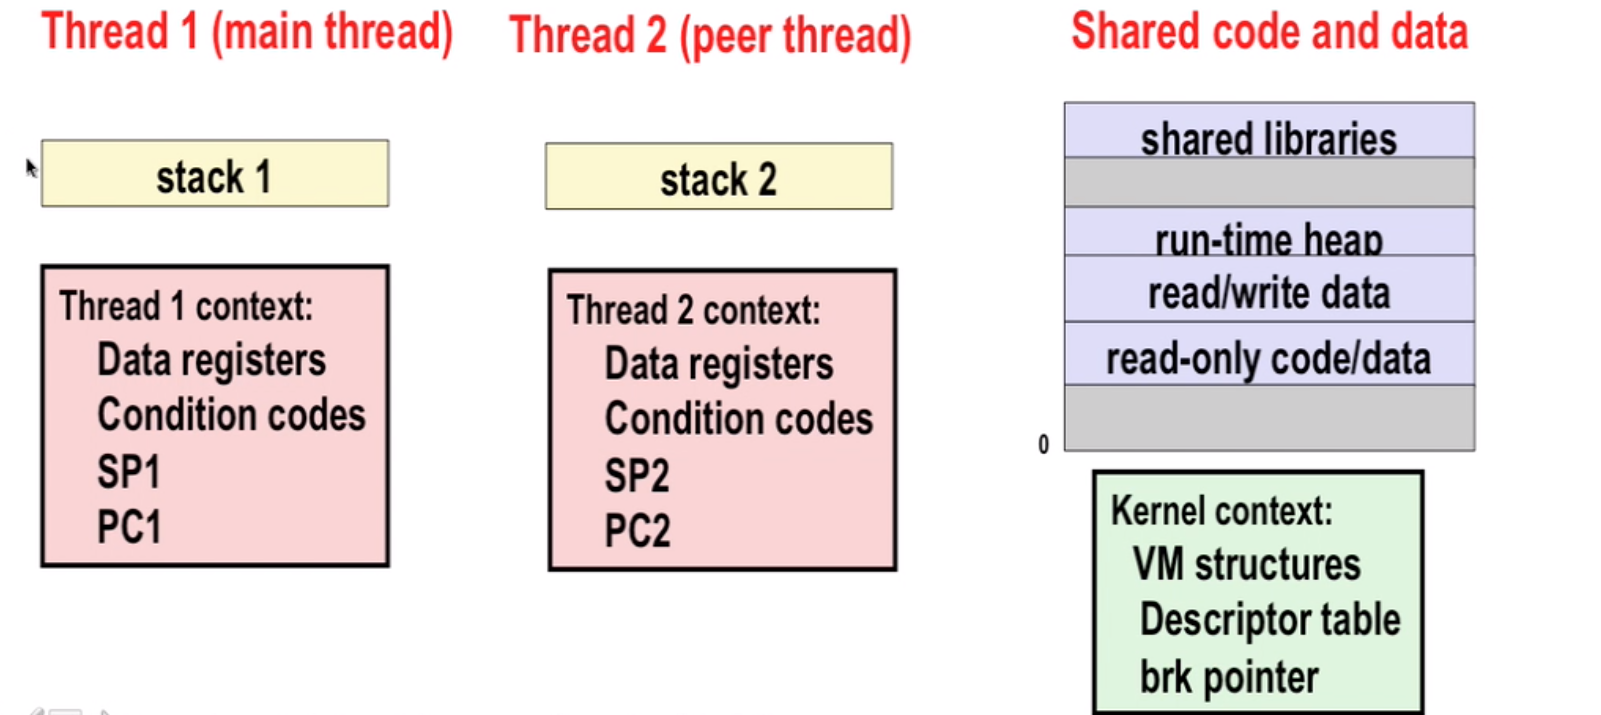 Thread 1 (main thread)
Thread 2 (peer thread)
Shared code and data
stack 1
Thread 1 context:
Data registers
Condition codes
SP1
PC1
stack 2
Thread 2 context:
Data registers
Condition codes
SP2
PC2
shared libraries
run-time heap
read/write data
read-only code/data
0
Kernel context:
VM structures
Descriptor table
brk pointer